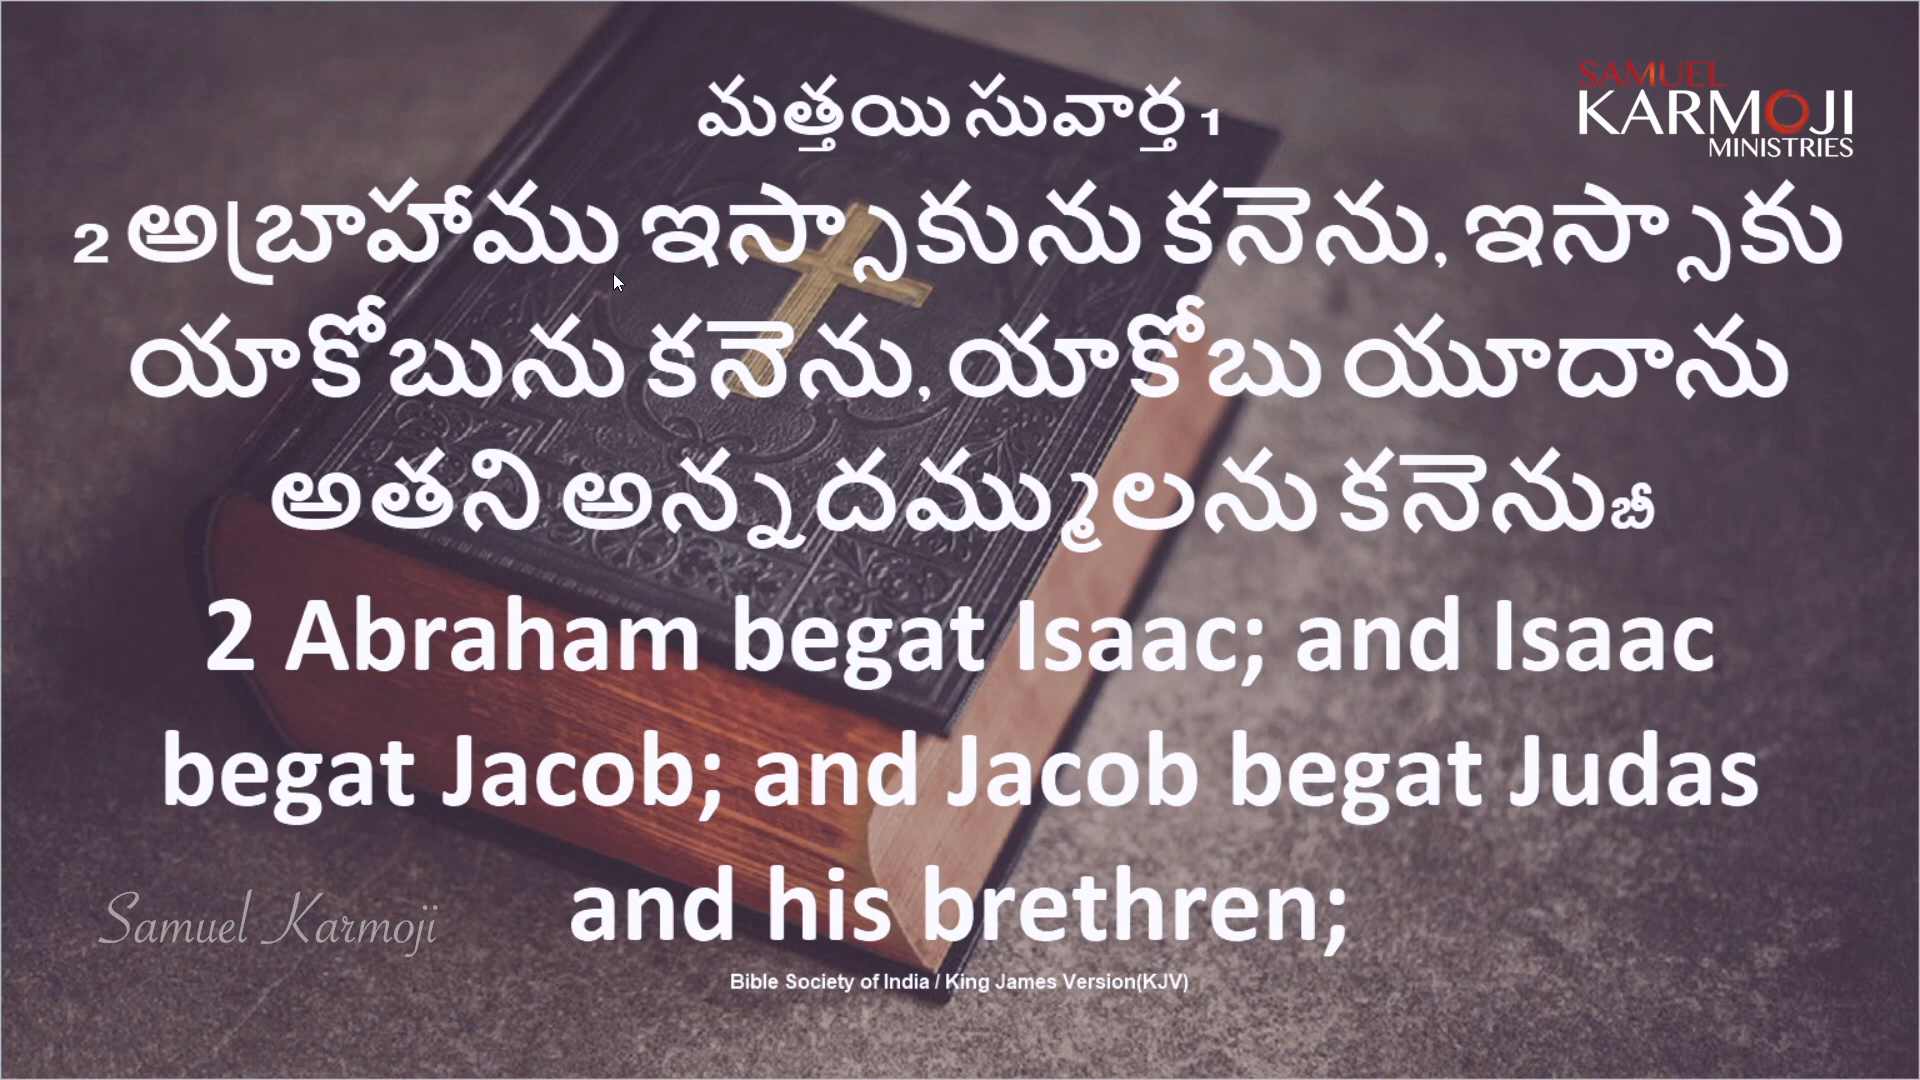 మత్తయి సువార్త 1
SAMUEL
KARMOJI
MINISTRIES
2 అబ్రాహాము ఇస్సాకును కనెను, ఇస్సాకు
యాకోబును కనెను, యాకోబు యూదాను
అతని అన్నదమ్ములను కనెనుజీ
2 Abraham begat Isaac; and Isaac
begat Jacob; and Jacob begat Judas
and his brethren;
Samuel Karmoji
Bible Society of India / King James Version(KJV)